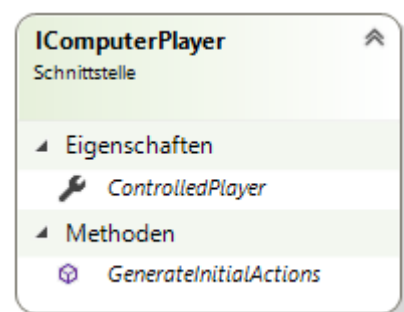 IComputerPlayer
Schnittstelle
Eigenschaften
ControlledPlayer
Methoden
GenerateInitialActions